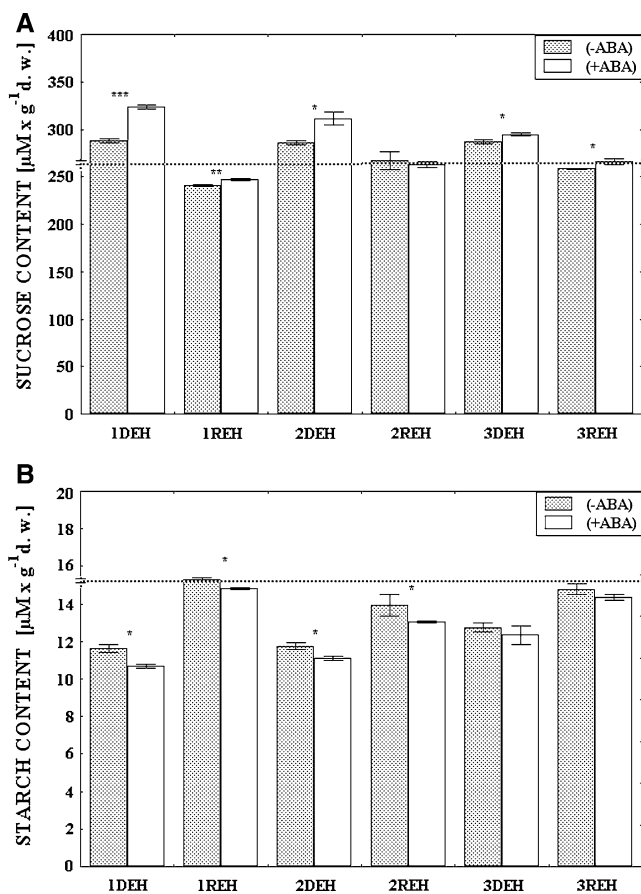 A
SUCROSE CONTENT [µM x g⁻¹d. w.]
400
350
300
250
200
150
100
50
0
(-ABA)
(+ABA)
***
**
*
*
*
1DEH 1REH 2DEH 2REH 3DEH 3REH
B
STARCH CONTENT [µM x g⁻¹d. w.]
20
18
16
14
12
10
8
6
4
2
0
(-ABA)
(+ABA)
*
*
*
*
1DEH 1REH 2DEH 2REH 3DEH 3REH